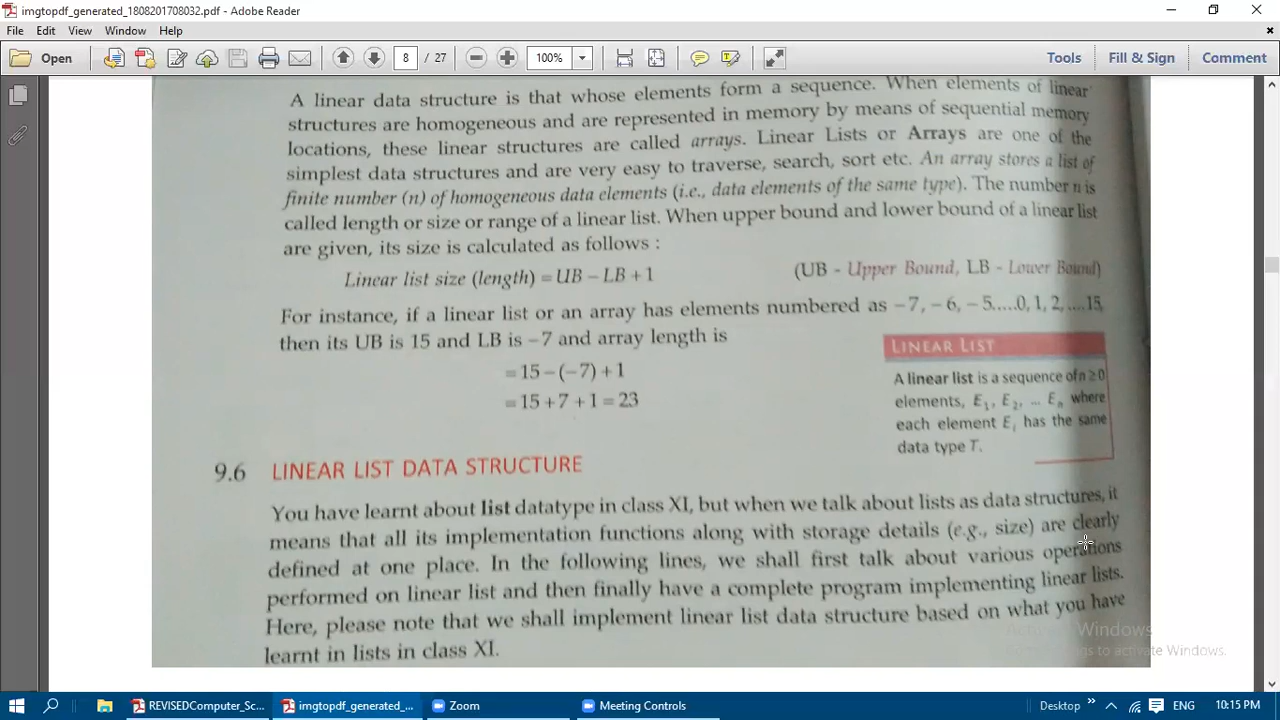 imgtopdf_generated_1808201708032.pdf - Adobe Reader
File Edit View Window Help
Open 8 / 27 100% Tools Fill & Sign Comment
A linear data structure is that whose elements form a sequence. When elements of linear
structures are homogeneous and are represented in memory by means of sequential memory
locations, these linear structures are called arrays. Linear Lists or Arrays are one of the
simplest data structures and are very easy to traverse, search, sort etc. An array stores a list of
finite number (n) of homogeneous data elements (i.e., data elements of the same type). The number n is
called length or size or range of a linear list. When upper bound and lower bound of a linear list
are given, its size is calculated as follows :
Linear list size (length) = UB – LB + 1 (UB - Upper Bound, LB - Lower Bound)
For instance, if a linear list or an array has elements numbered as –7, – 6, – 5.....0, 1, 2, ....15,
then its UB is 15 and LB is –7 and array length is
= 15 – (–7) + 1
= 15 + 7 + 1 = 23
LINEAR LIST
A linear list is a sequence of n ≥ 0
elements, E1, E2, ... En where
each element Ei has the same
data type T.
9.6 LINEAR LIST DATA STRUCTURE
You have learnt about list datatype in class XI, but when we talk about lists as data structures, it
means that all its implementation functions along with storage details (e.g., size) are clearly
defined at one place. In the following lines, we shall first talk about various operations
performed on linear list and then finally have a complete program implementing linear lists.
Here, please note that we shall implement linear list data structure based on what you have
learnt in lists in class XI.
Activate Windows
to activate Windows.
REVISEDComputer_Sc... imgtopdf_generated_... Zoom Meeting Controls Desktop ENG 10:15 PM